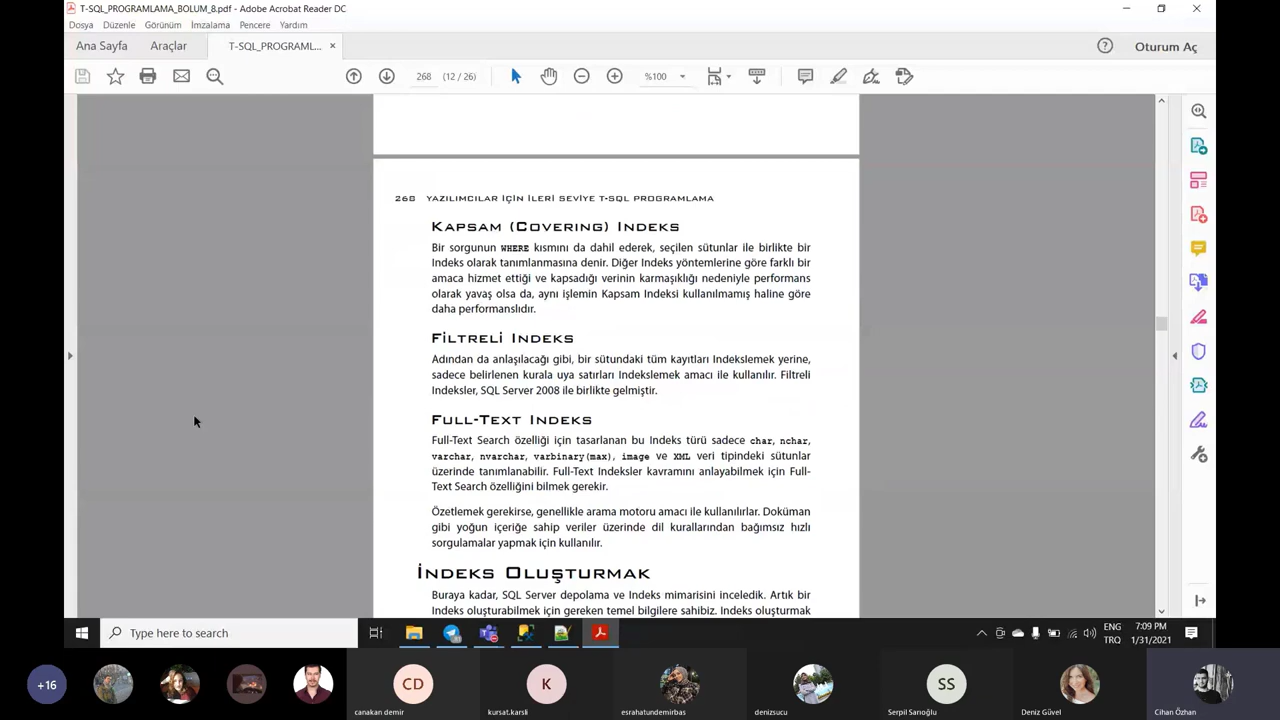 T-SQL_PROGRAMLAMA_BOLUM_8.pdf - Adobe Acrobat Reader DC
Dosya Düzenle Görünüm İmzalama Pencere Yardım
Ana Sayfa Araçlar T-SQL_PROGRAML... × Oturum Aç
268 (12 / 26) %100
268 YAZILIMCILAR İÇİN İLERİ SEVİYE T-SQL PROGRAMLAMA
KAPSAM (COVERING) INDEKS
Bir sorgunun WHERE kısmını da dahil ederek, seçilen sütunlar ile birlikte bir
Indeks olarak tanımlanmasına denir. Diğer Indeks yöntemlerine göre farklı bir
amaca hizmet ettiği ve kapsadığı verinin karmaşıklığı nedeniyle performans
olarak yavaş olsa da, aynı işlemin Kapsam Indeksi kullanılmamış haline göre
daha performanslıdır.
FİLTRELİ INDEKS
Adından da anlaşılacağı gibi, bir sütundaki tüm kayıtları Indekslemek yerine,
sadece belirlenen kurala uya satırları Indekslemek amacı ile kullanılır. Filtreli
Indeksler, SQL Server 2008 ile birlikte gelmiştir.
FULL-TEXT INDEKS
Full-Text Search özelliği için tasarlanan bu Indeks türü sadece char, nchar,
varchar, nvarchar, varbinary(max), image ve XML veri tipindeki sütunlar
üzerinde tanımlanabilir. Full-Text Indeksler kavramını anlayabilmek için Full-
Text Search özelliğini bilmek gerekir.
Özetlemek gerekirse, genellikle arama motoru amacı ile kullanılırlar. Doküman
gibi yoğun içeriğe sahip veriler üzerinde dil kurallarından bağımsız hızlı
sorgulamalar yapmak için kullanılır.
İNDEKS OLUŞTURMAK
Buraya kadar, SQL Server depolama ve Indeks mimarisini inceledik. Artık bir
Indeks oluşturabilmek için gereken temel bilgilere sahibiz. Indeks oluşturmak
Type here to search
ENG 7:09 PM
TRQ 1/31/2021
+16 CD K SS
canakan demir kursat.karsli esrahatundemirbas denizsucu Serpil Sarıoğlu Deniz Güvel Cihan Özhan